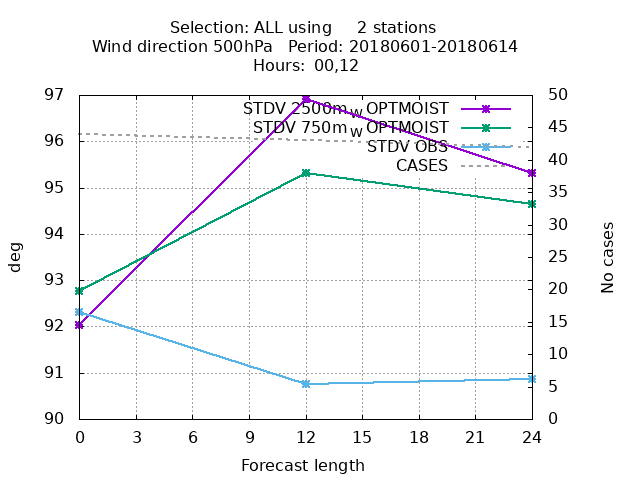 Selection: ALL using 2 stations
Wind direction 500hPa Period: 20180601-20180614
Hours: 00,12
97 50
STDV 2500m_w OPTMOIST
STDV 750m_w OPTMOIST
96 45
STDV OBS
40
CASES
95 35
94 30
25
93 20
92 15
91 10
5
90 0
deg
No cases
0 3 6 9 12 15 18 21 24
Forecast length